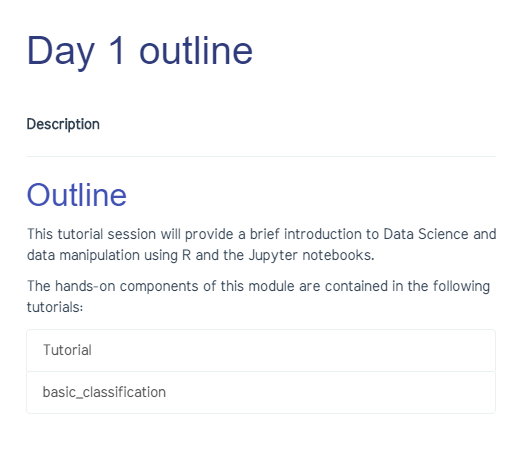 Day 1 outline
Description
Outline
This tutorial session will provide a brief introduction to Data Science and
data manipulation using R and the Jupyter notebooks.
The hands-on components of this module are contained in the following
tutorials:
Tutorial
basic_classification